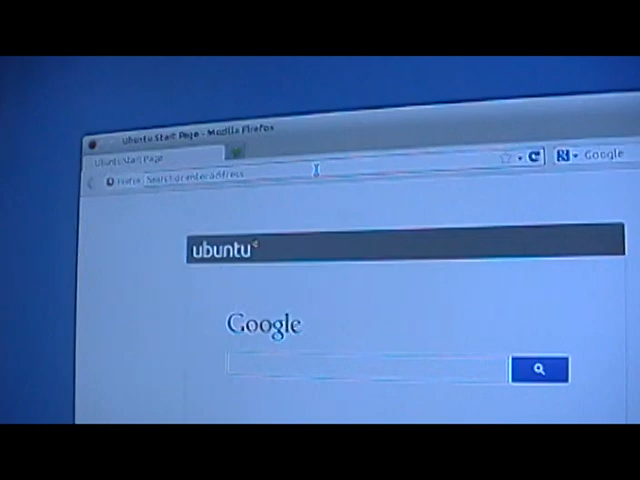 Ubuntu Start Page - Mozilla Firefox
Ubuntu Start Page
Firefox Search or enter address
Google
ubuntu
Google